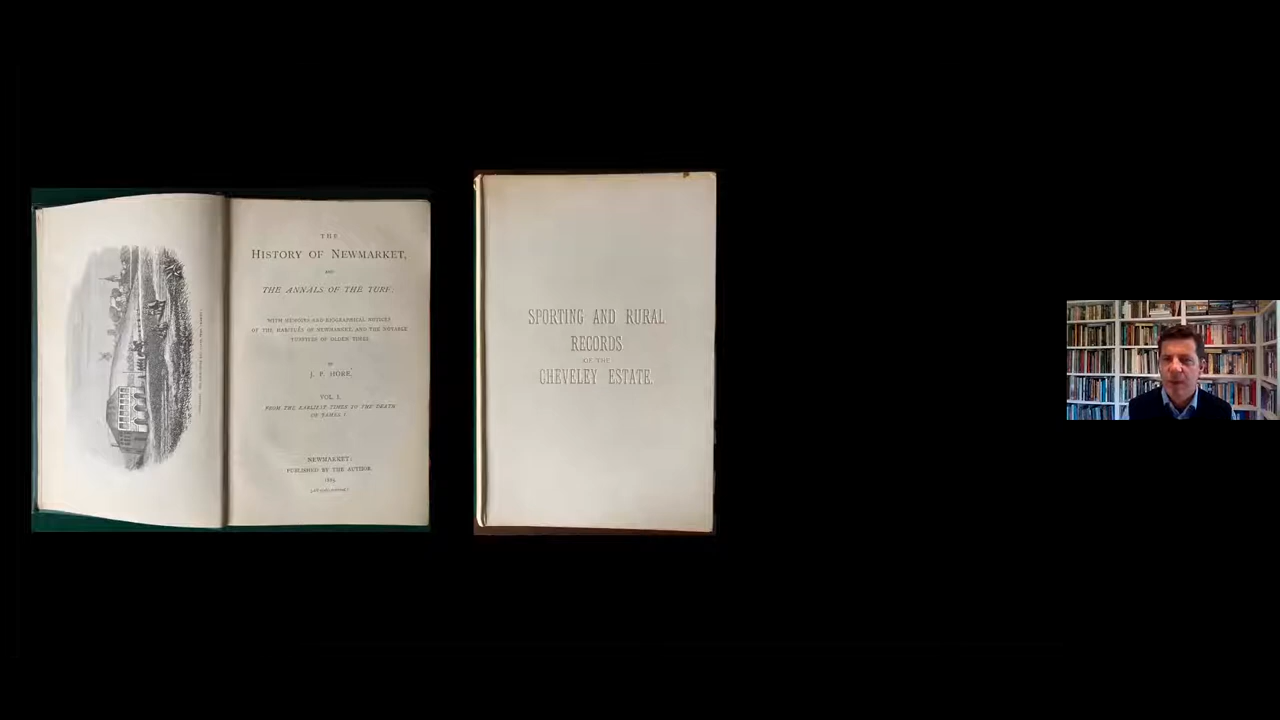 THE
HISTORY OF NEWMARKET,
AND
THE ANNALS OF THE TURF:
WITH MEMOIRS AND BIOGRAPHICAL NOTICES
OF THE HABITUÉS OF NEWMARKET, AND THE NOTABLE
TURFITES OF OLDEN TIMES.
BY
J. P. HORE.
VOL. I.
FROM THE EARLIEST TIMES TO THE DEATH
OF JAMES I.
NEWMARKET:
PUBLISHED BY THE AUTHOR.
SPORTING AND RURAL
RECORDS
OF THE
CHEVELEY ESTATE.